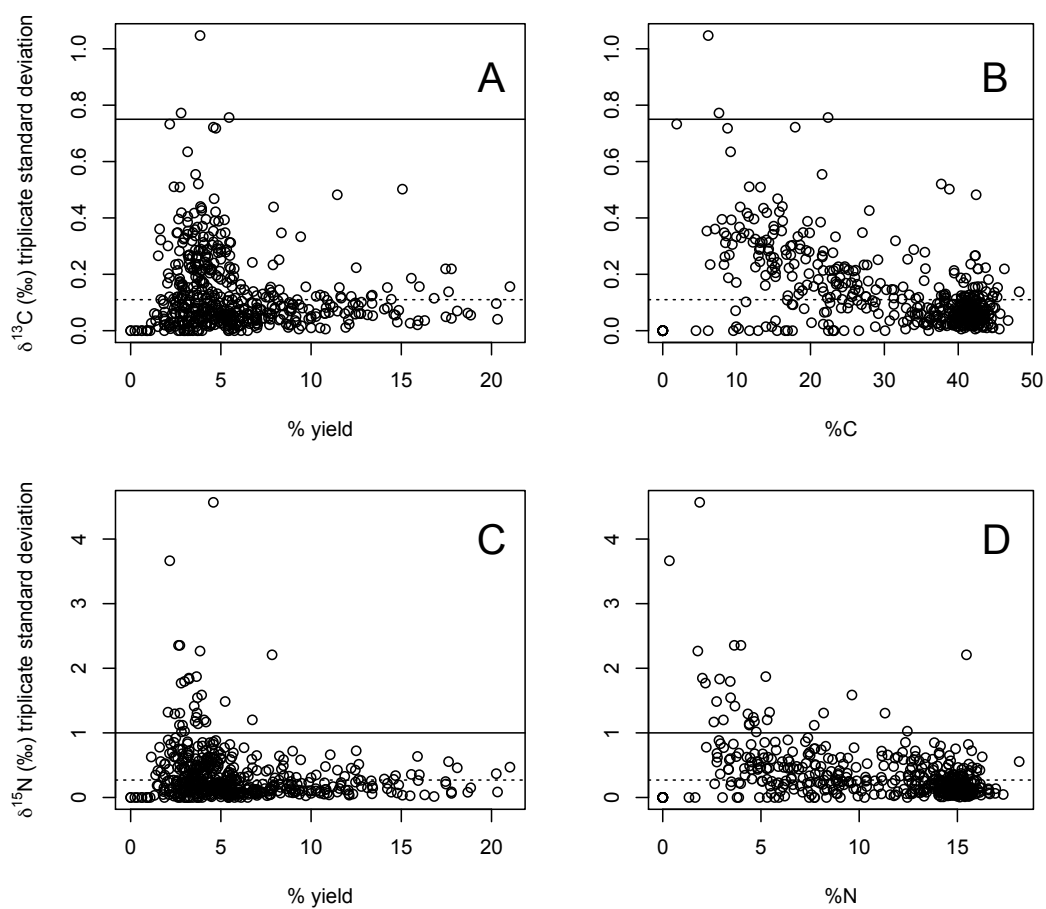 A
δ¹³C (‰) triplicate standard deviation
0.0 0.2 0.4 0.6 0.8 1.0
0 5 10 15 20
% yield
B
0.0 0.2 0.4 0.6 0.8 1.0
0 10 20 30 40 50
%C
C
δ¹⁵N (‰) triplicate standard deviation
0 1 2 3 4
0 5 10 15 20
% yield
D
0 1 2 3 4
0 5 10 15
%N